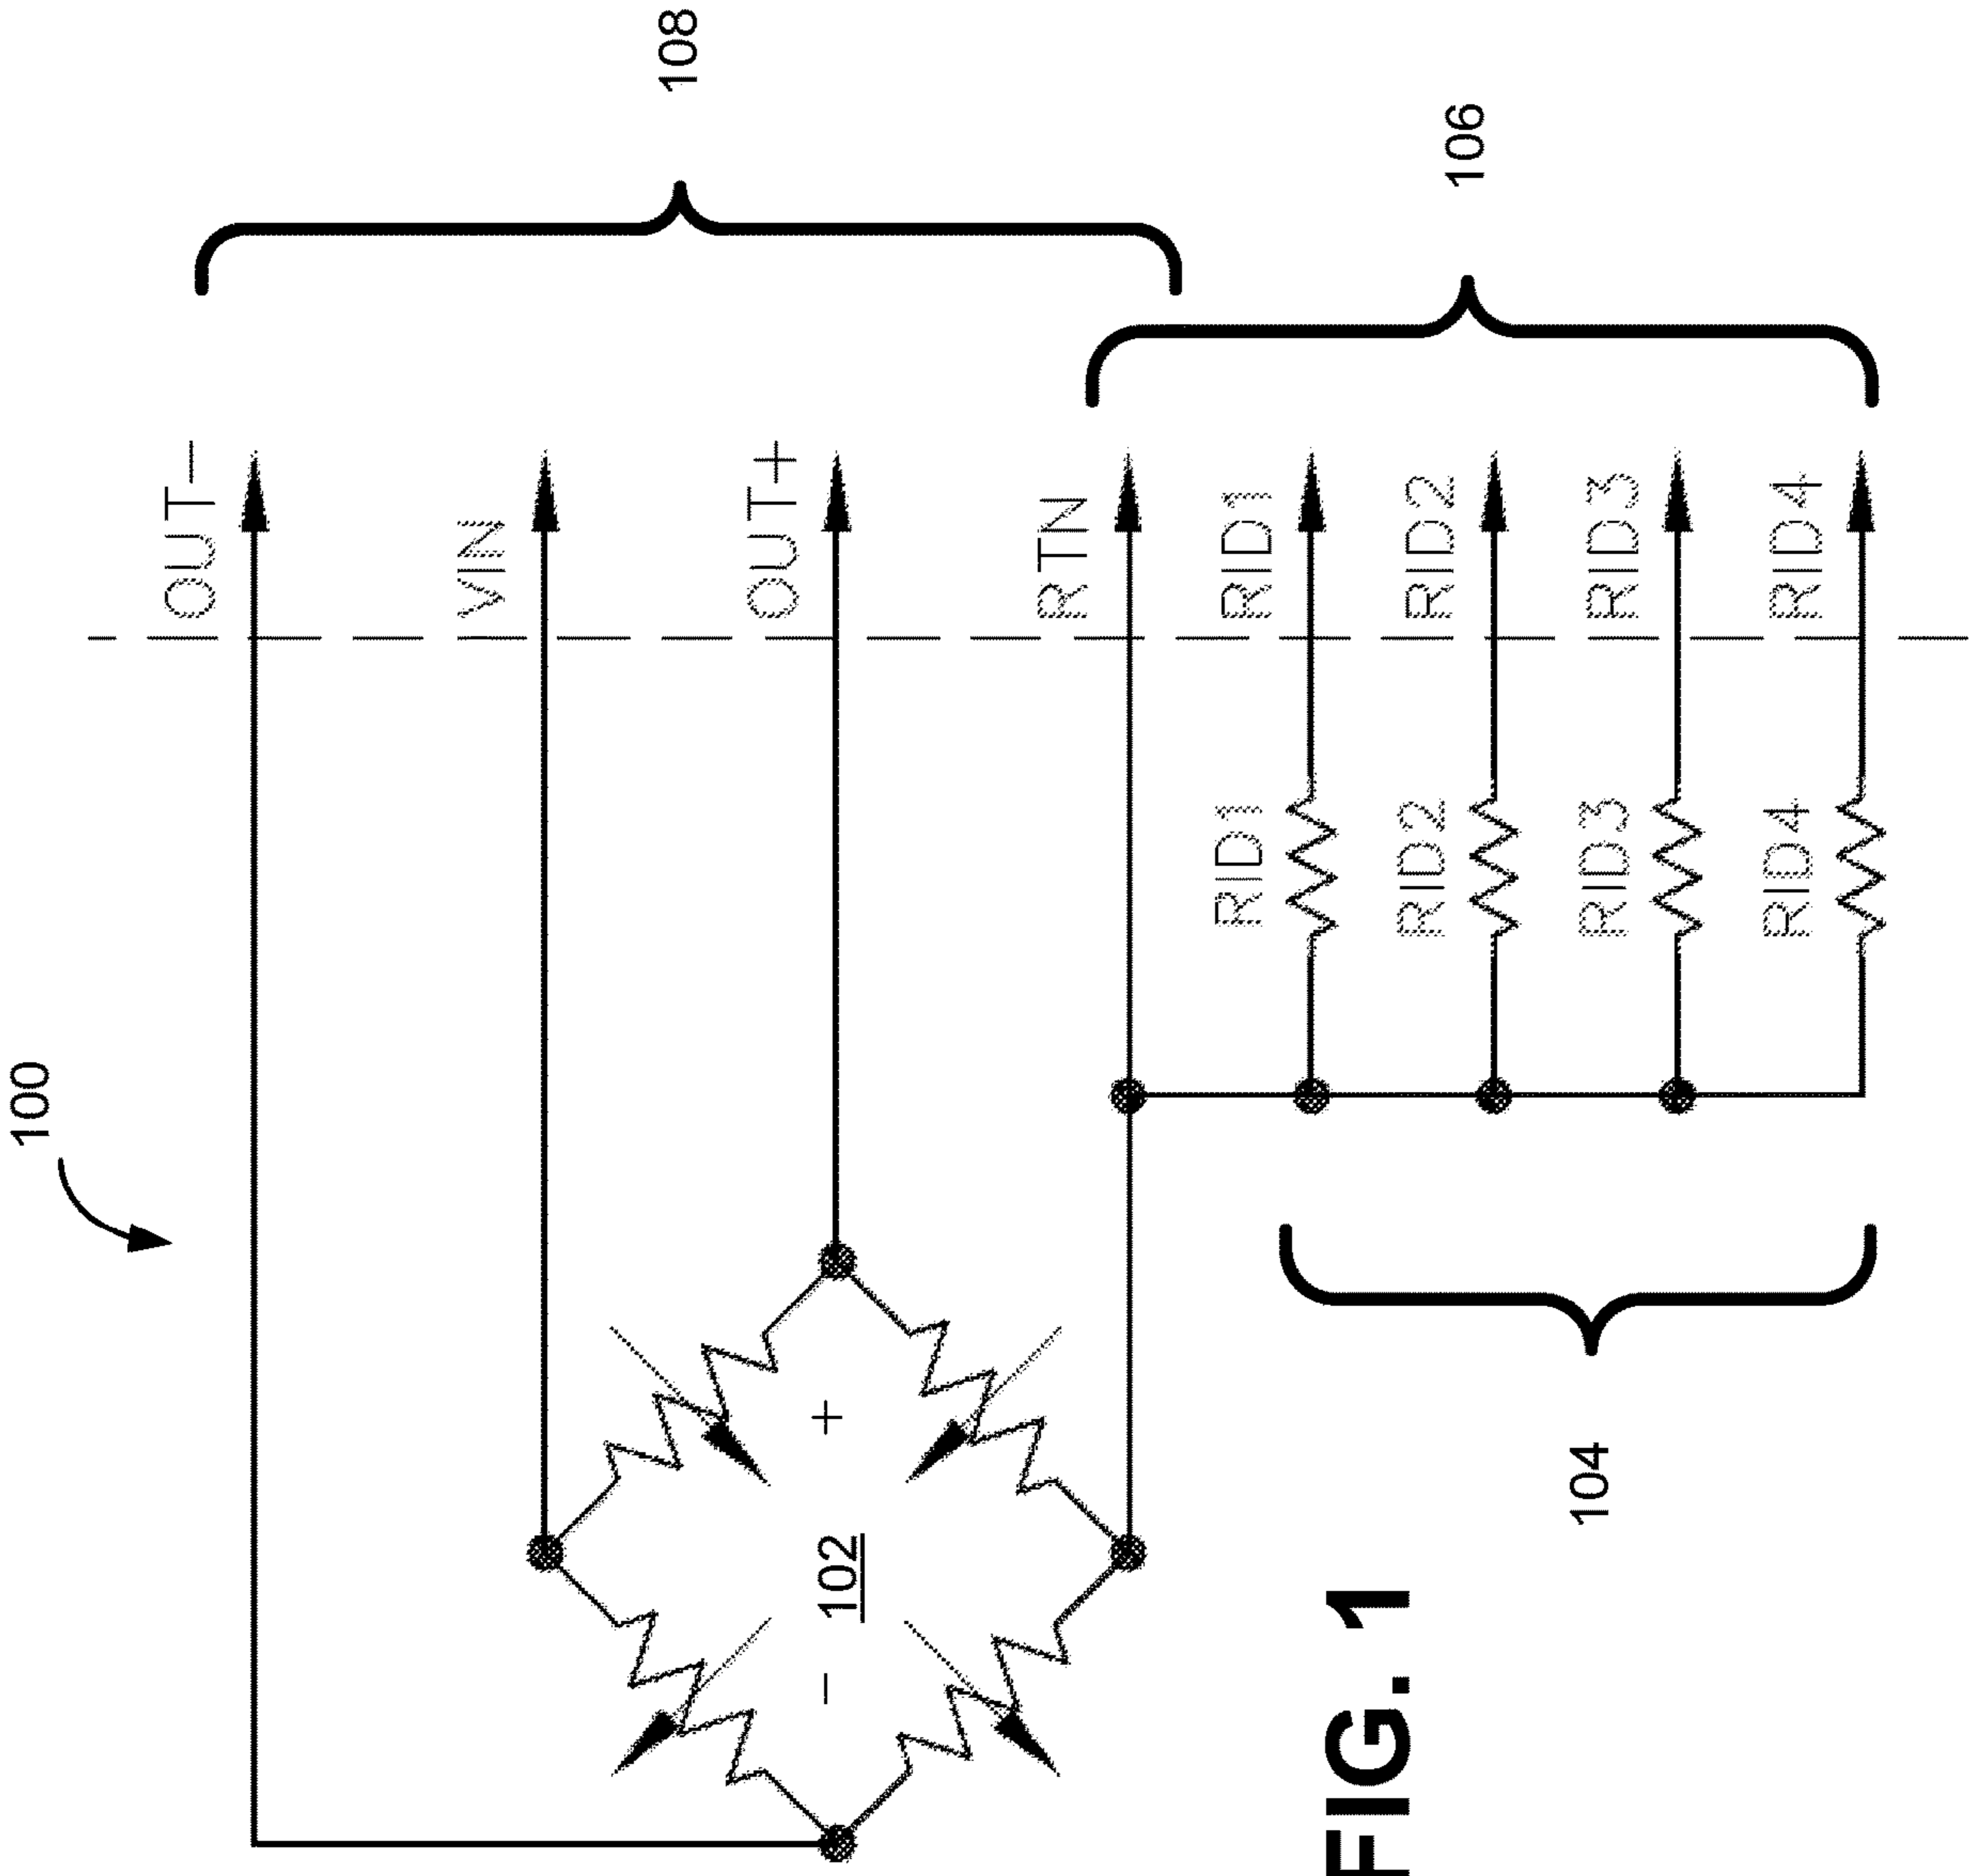 100
108
106
OUT−
VIN
OUT+
RTN
RID1
RID2
RID3
RID4
RID1
RID2
RID3
RID4
+
−
102
104
FIG. 1